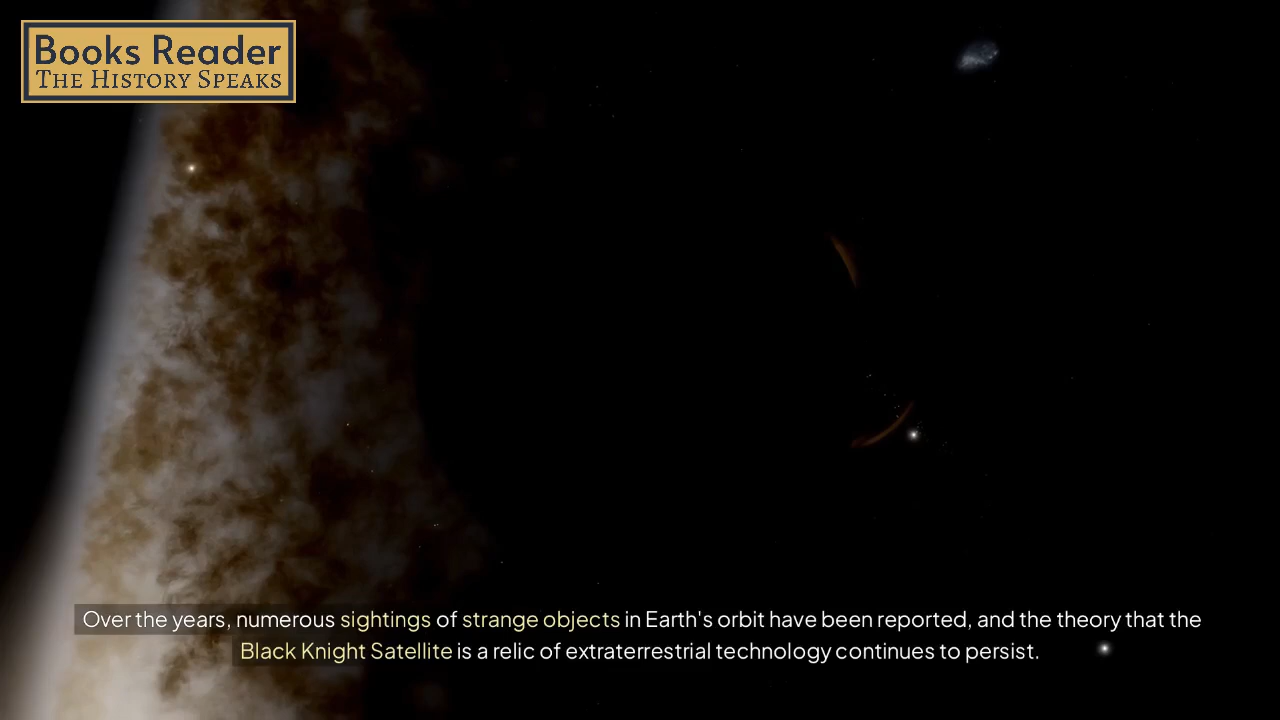 Books Reader
The History Speaks
Over the years, numerous sightings of strange objects in Earth's orbit have been reported, and the theory that the
Black Knight Satellite is a relic of extraterrestrial technology continues to persist.